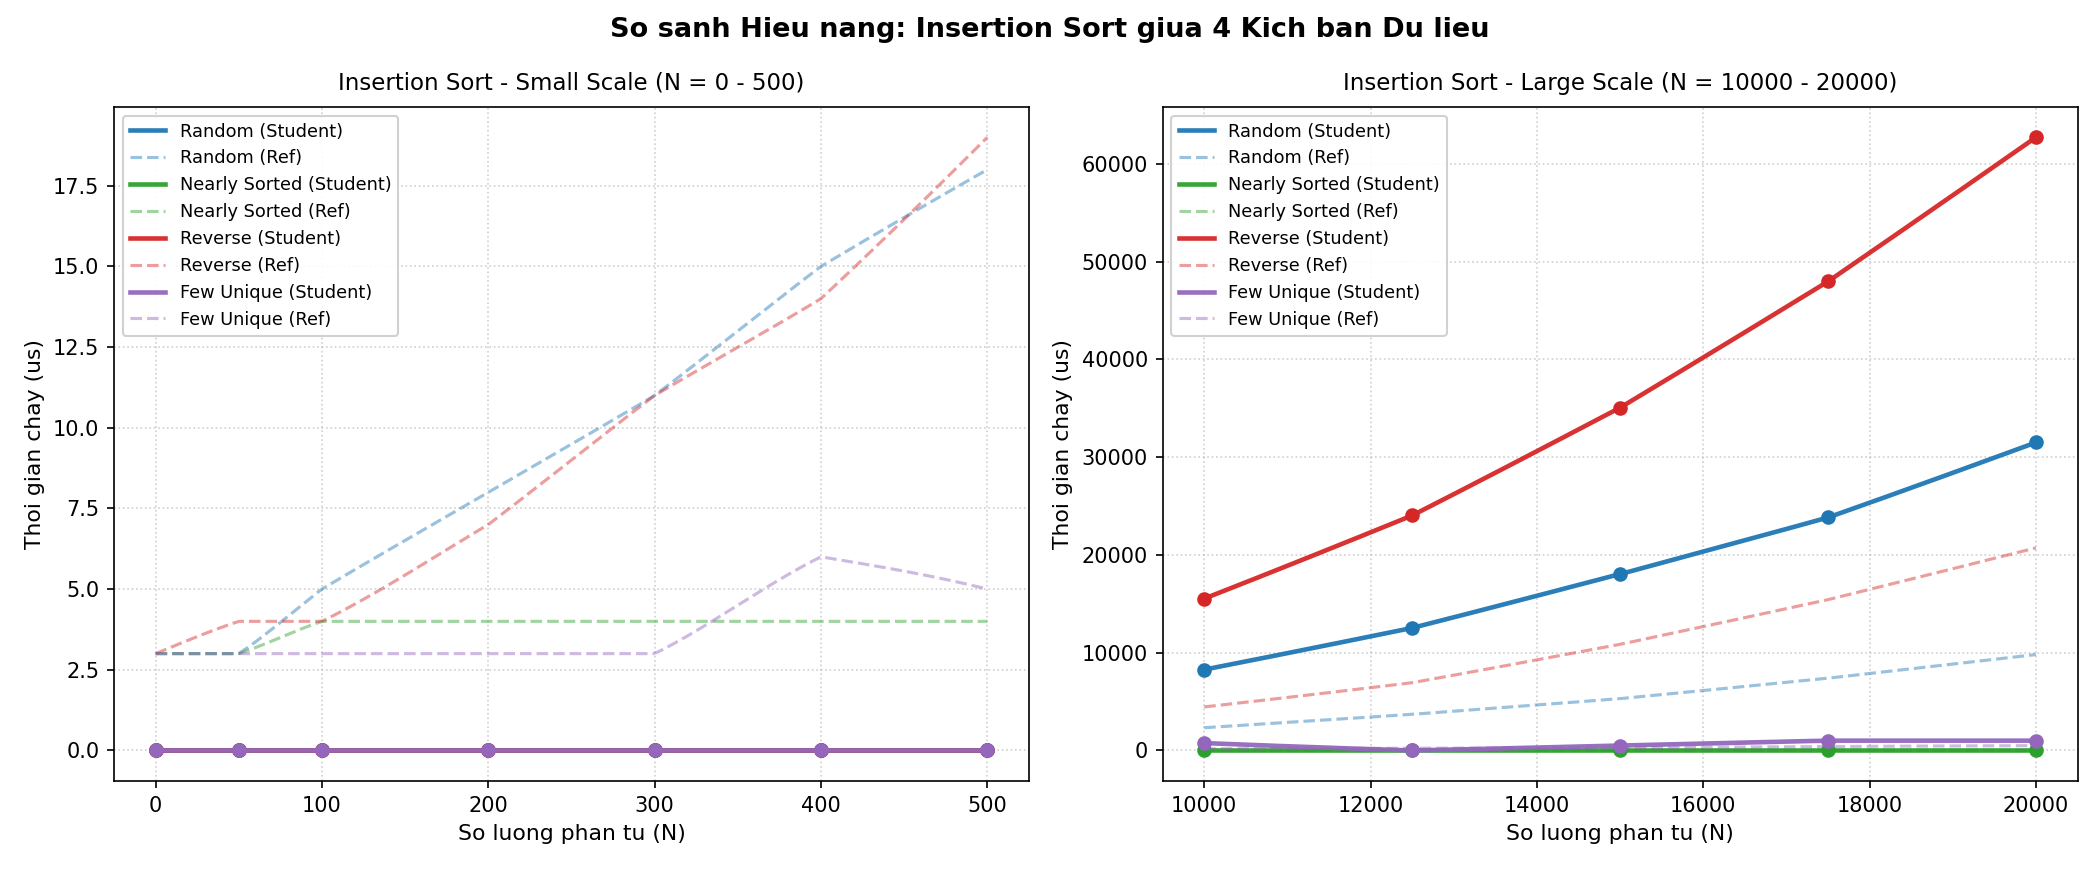 So sanh Hieu nang: Insertion Sort giua 4 Kich ban Du lieu
Insertion Sort - Small Scale (N = 0 - 500)
Random (Student)
Random (Ref)
Nearly Sorted (Student)
Nearly Sorted (Ref)
Reverse (Student)
Reverse (Ref)
Few Unique (Student)
Few Unique (Ref)
Thoi gian chay (us)
17.5
15.0
12.5
10.0
7.5
5.0
2.5
0.0
0 100 200 300 400 500
So luong phan tu (N)
Insertion Sort - Large Scale (N = 10000 - 20000)
Random (Student)
Random (Ref)
Nearly Sorted (Student)
Nearly Sorted (Ref)
Reverse (Student)
Reverse (Ref)
Few Unique (Student)
Few Unique (Ref)
Thoi gian chay (us)
60000
50000
40000
30000
20000
10000
0
10000 12000 14000 16000 18000 20000
So luong phan tu (N)